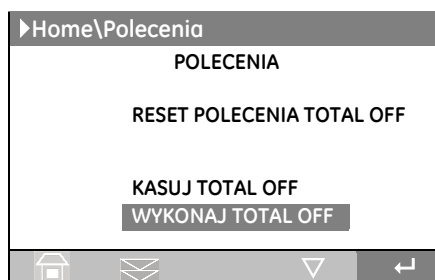 Home\Polecenia
POLECENIA
RESET POLECENIA TOTAL OFF
KASUJ TOTAL OFF
WYKONAJ TOTAL OFF